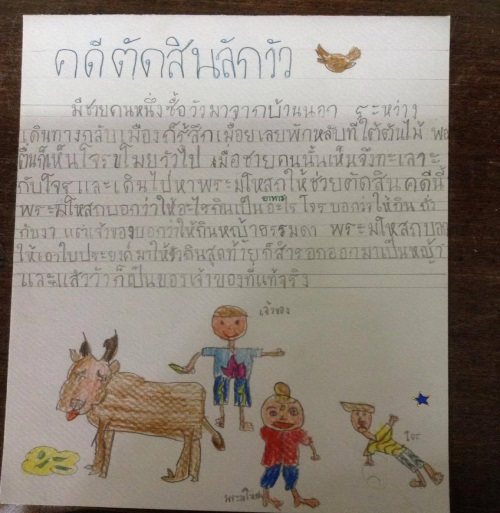 คดีตัดสินลักวัว
มีชายคนหนึ่งซื้อวัวมาจากบ้านนอก ระหว่าง
เดินทางกลับเมืองก็รู้สึกเมื่อยเลยพักหลับที่ใต้ต้นไม้ พอ
ตื่นก็เห็นโจรขโมยวัวไป เมื่อชายคนนั้นเห็นจึงทะเลาะ
กับโจร และเดินไปหาพระมโหสถให้ช่วยตัดสิน คดีนี้
พระมโหสถบอกว่าให้อะไรกินเป็นอาหาร โจรบอกว่าให้กิน ถั่ว
กับงา แต่เจ้าของบอกว่าให้กินหญ้าธรรมดา พระมโหสถบอก
ให้เอาใบประยงค์มาให้วัวกินสุดท้ายก็สำรอกออกมาเป็นหญ้า
และแล้ววัวก็เป็นของเจ้าของที่แท้จริง
เจ้าของ
โจร
พระมโหสถ